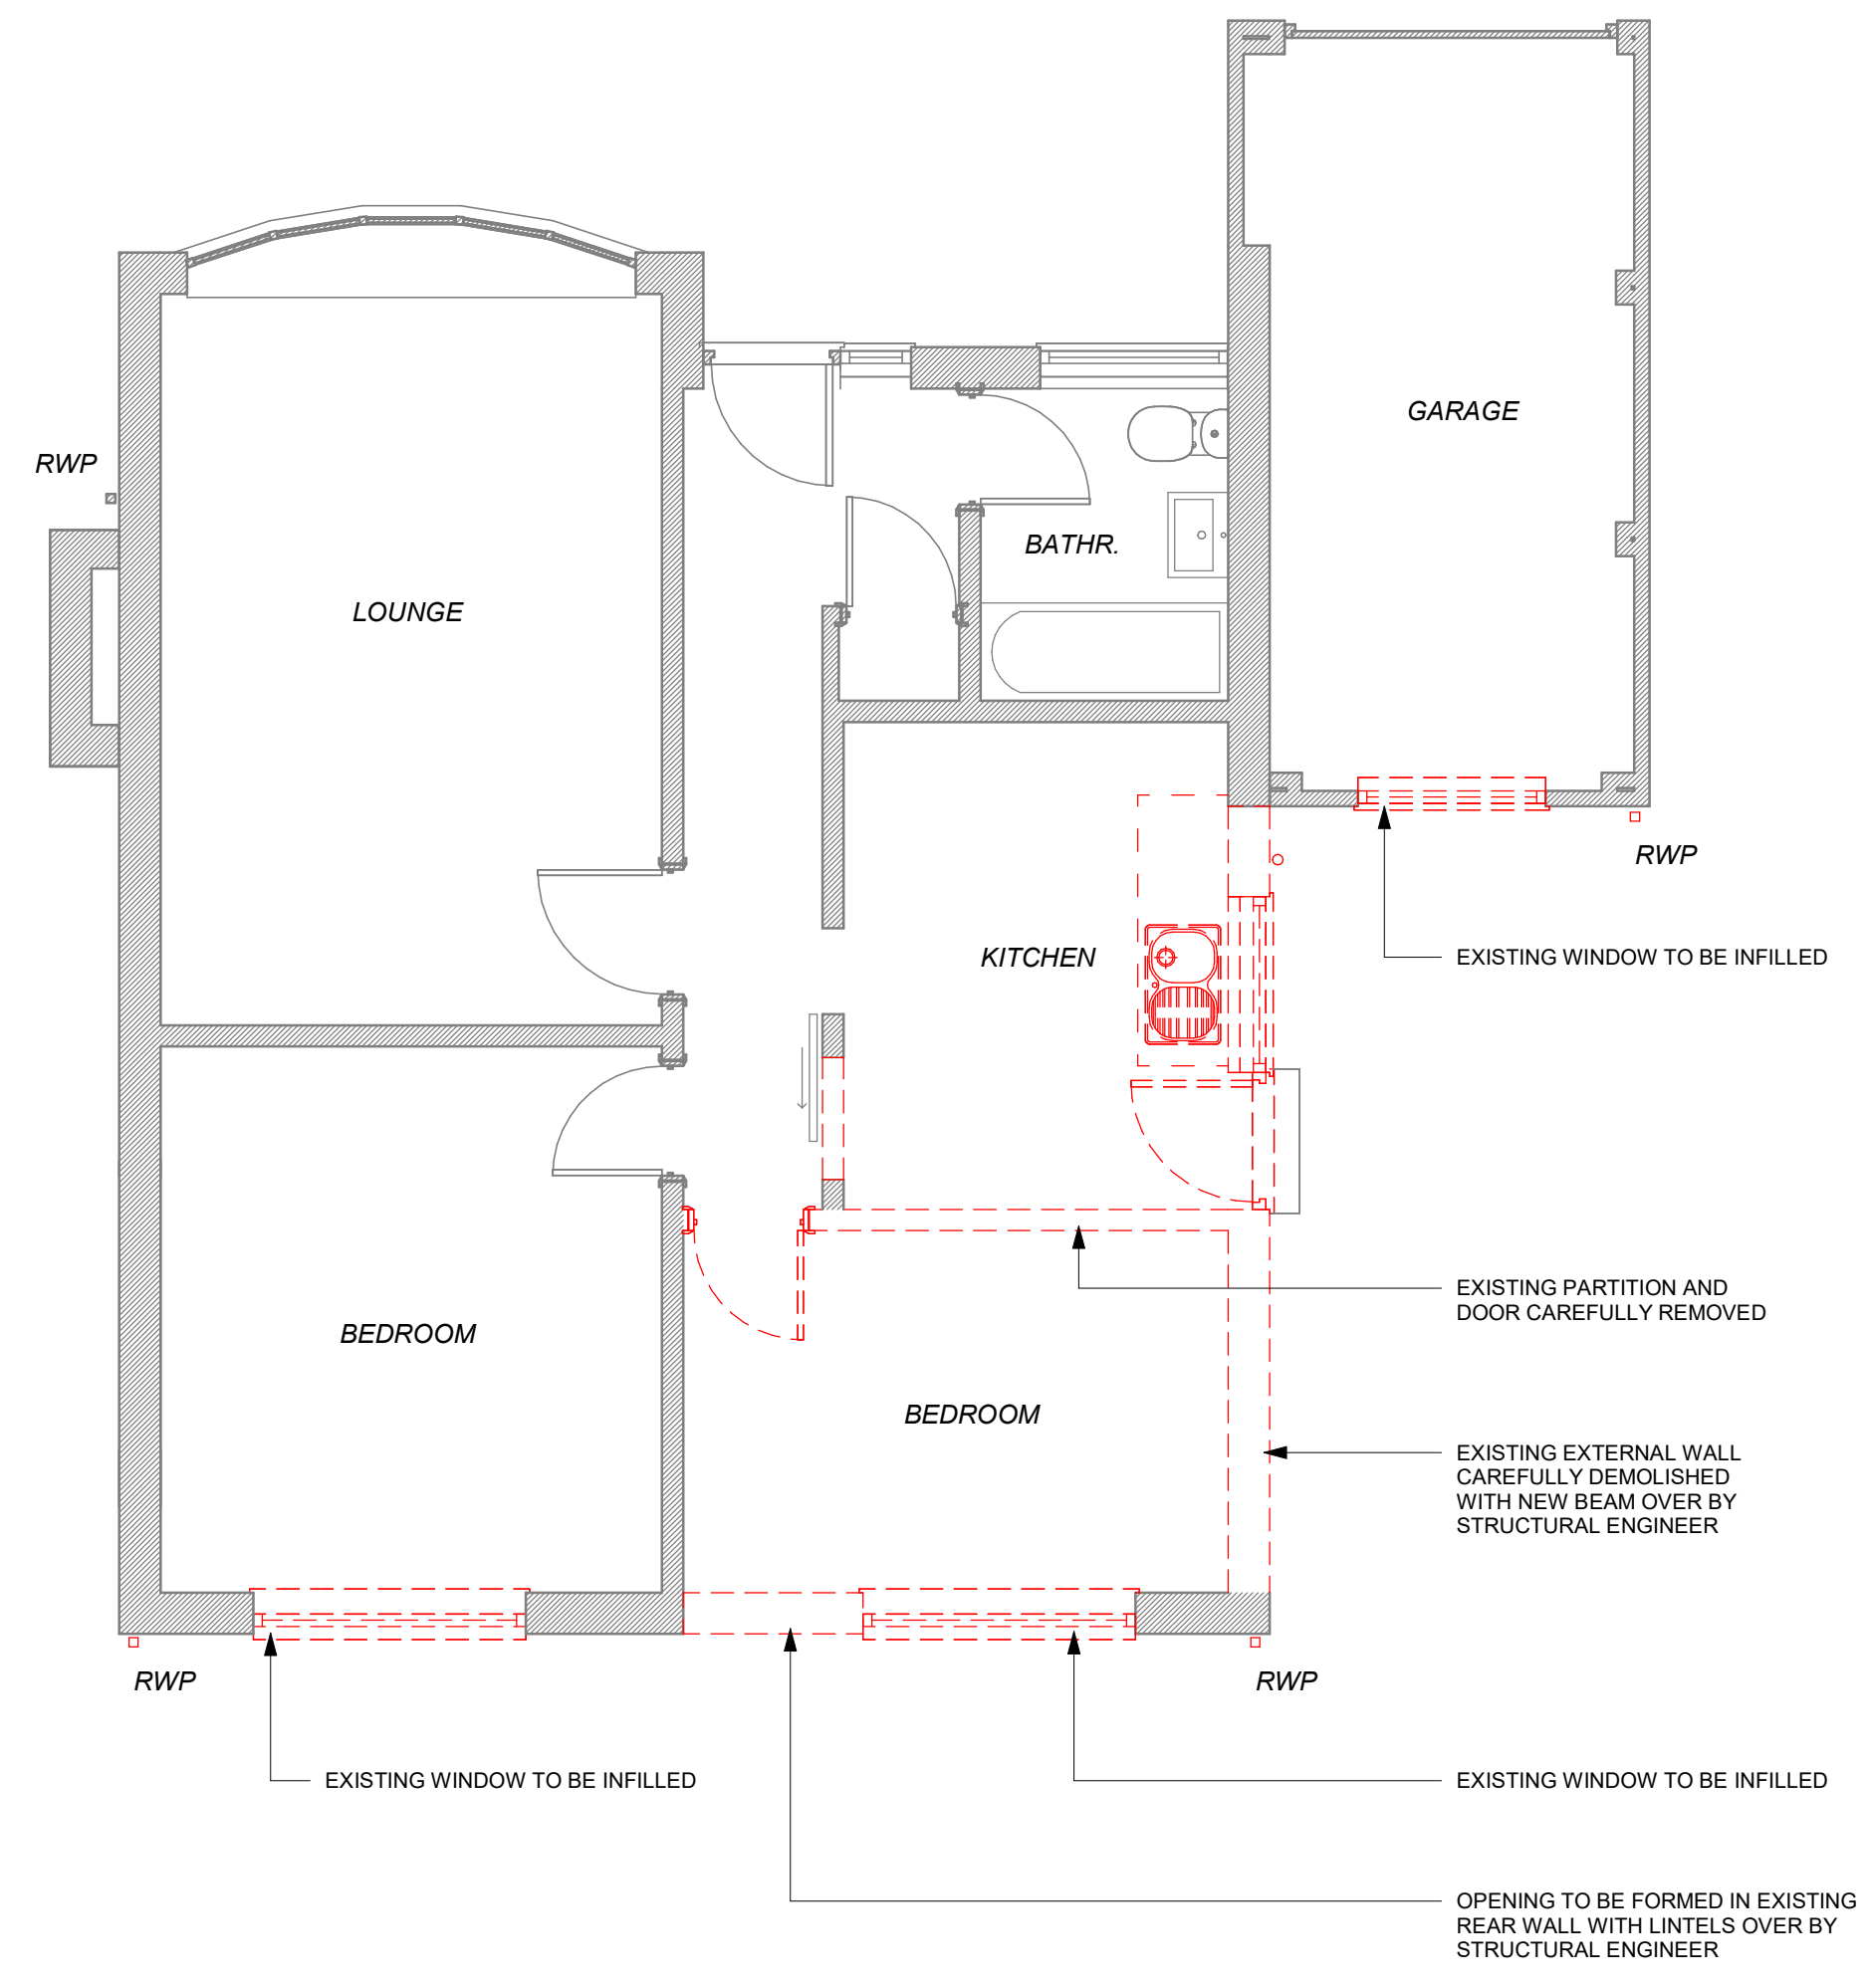 GARAGE
RWP
BATHR.
LOUNGE
RWP
KITCHEN
EXISTING WINDOW TO BE INFILLED
EXISTING PARTITION AND
DOOR CAREFULLY REMOVED
BEDROOM
BEDROOM
EXISTING EXTERNAL WALL
CAREFULLY DEMOLISHED
WITH NEW BEAM OVER BY
STRUCTURAL ENGINEER
RWP
RWP
EXISTING WINDOW TO BE INFILLED
EXISTING WINDOW TO BE INFILLED
OPENING TO BE FORMED IN EXISTING
REAR WALL WITH LINTELS OVER BY
STRUCTURAL ENGINEER